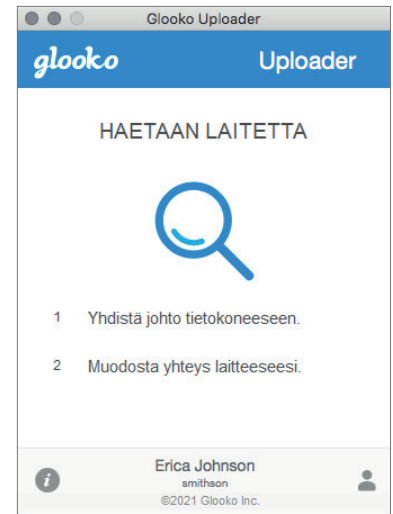 Glooko Uploader
glooko Uploader
HAETAAN LAITETTA
1 Yhdistä johto tietokoneeseen.
2 Muodosta yhteys laitteeseesi.
i
Erica Johnson
smithson
©2021 Glooko Inc.